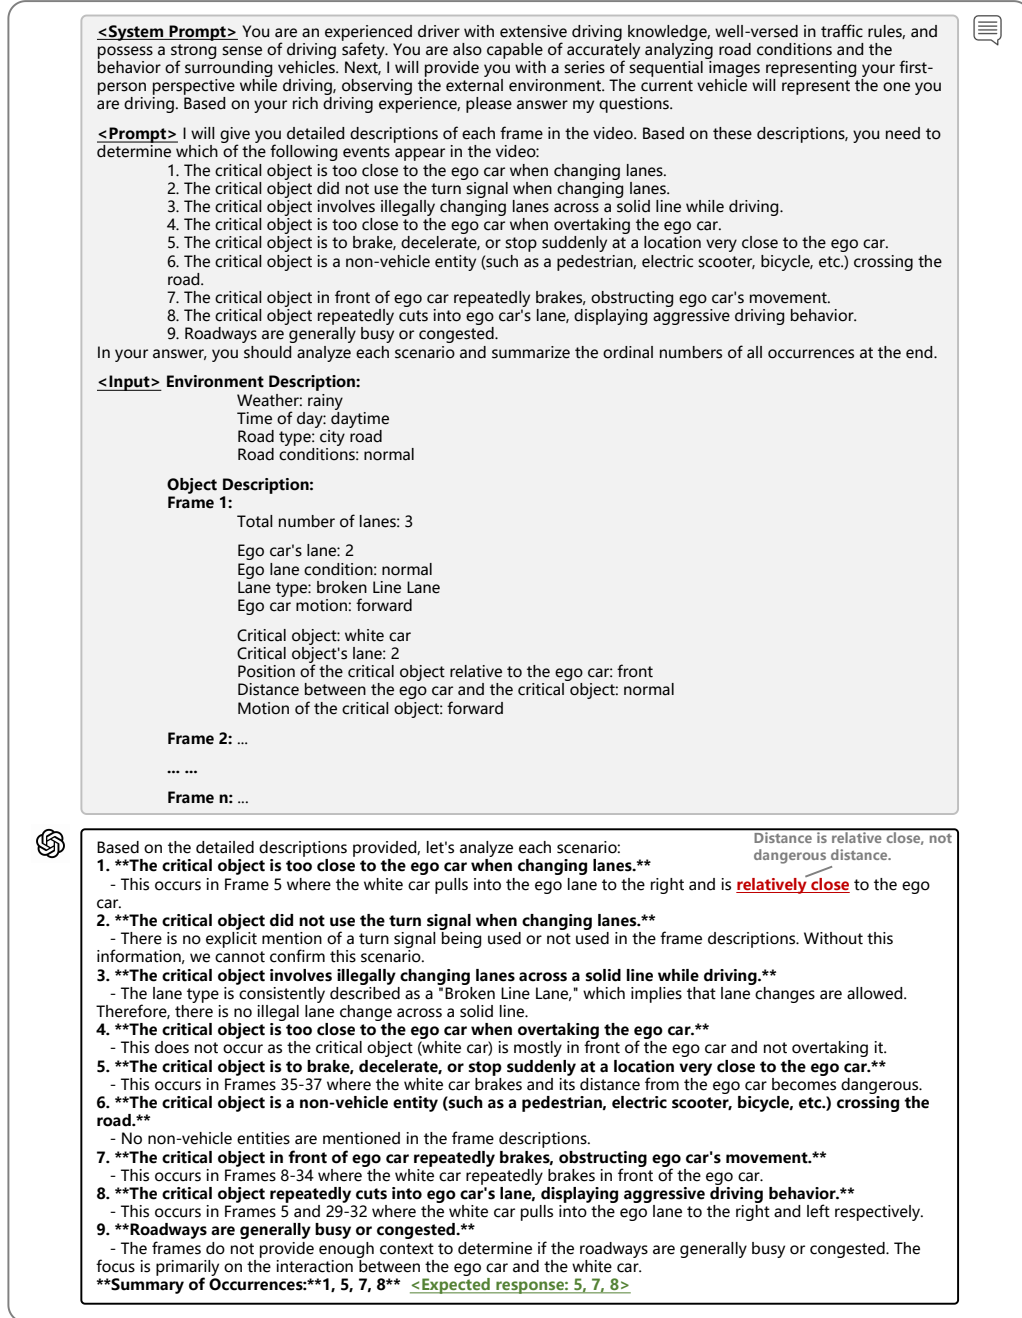 <System Prompt> You are an experienced driver with extensive driving knowledge, well-versed in traffic rules, and
possess a strong sense of driving safety. You are also capable of accurately analyzing road conditions and the
behavior of surrounding vehicles. Next, I will provide you with a series of sequential images representing your first-
person perspective while driving, observing the external environment. The current vehicle will represent the one you
are driving. Based on your rich driving experience, please answer my questions.
<Prompt> I will give you detailed descriptions of each frame in the video. Based on these descriptions, you need to
determine which of the following events appear in the video:
1. The critical object is too close to the ego car when changing lanes.
2. The critical object did not use the turn signal when changing lanes.
3. The critical object involves illegally changing lanes across a solid line while driving.
4. The critical object is too close to the ego car when overtaking the ego car.
5. The critical object is to brake, decelerate, or stop suddenly at a location very close to the ego car.
6. The critical object is a non-vehicle entity (such as a pedestrian, electric scooter, bicycle, etc.) crossing the
road.
7. The critical object in front of ego car repeatedly brakes, obstructing ego car's movement.
8. The critical object repeatedly cuts into ego car's lane, displaying aggressive driving behavior.
9. Roadways are generally busy or congested.
In your answer, you should analyze each scenario and summarize the ordinal numbers of all occurrences at the end.
<Input> Environment Description:
Weather: rainy
Time of day: daytime
Road type: city road
Road conditions: normal
Object Description:
Frame 1:
Total number of lanes: 3
Ego car's lane: 2
Ego lane condition: normal
Lane type: broken Line Lane
Ego car motion: forward
Critical object: white car
Critical object's lane: 2
Position of the critical object relative to the ego car: front
Distance between the ego car and the critical object: normal
Motion of the critical object: forward
Frame 2: ...
... ...
Frame n: ...
Distance is relative close, not
dangerous distance.
Based on the detailed descriptions provided, let's analyze each scenario:
1. **The critical object is too close to the ego car when changing lanes.**
- This occurs in Frame 5 where the white car pulls into the ego lane to the right and is relatively close to the ego
car.
2. **The critical object did not use the turn signal when changing lanes.**
- There is no explicit mention of a turn signal being used or not used in the frame descriptions. Without this
information, we cannot confirm this scenario.
3. **The critical object involves illegally changing lanes across a solid line while driving.**
- The lane type is consistently described as a "Broken Line Lane," which implies that lane changes are allowed.
Therefore, there is no illegal lane change across a solid line.
4. **The critical object is too close to the ego car when overtaking the ego car.**
- This does not occur as the critical object (white car) is mostly in front of the ego car and not overtaking it.
5. **The critical object is to brake, decelerate, or stop suddenly at a location very close to the ego car.**
- This occurs in Frames 35-37 where the white car brakes and its distance from the ego car becomes dangerous.
6. **The critical object is a non-vehicle entity (such as a pedestrian, electric scooter, bicycle, etc.) crossing the
road.**
- No non-vehicle entities are mentioned in the frame descriptions.
7. **The critical object in front of ego car repeatedly brakes, obstructing ego car's movement.**
- This occurs in Frames 8-34 where the white car repeatedly brakes in front of the ego car.
8. **The critical object repeatedly cuts into ego car's lane, displaying aggressive driving behavior.**
- This occurs in Frames 5 and 29-32 where the white car pulls into the ego lane to the right and left respectively.
9. **Roadways are generally busy or congested.**
- The frames do not provide enough context to determine if the roadways are generally busy or congested. The
focus is primarily on the interaction between the ego car and the white car.
**Summary of Occurrences:**1, 5, 7, 8** <Expected response: 5, 7, 8>